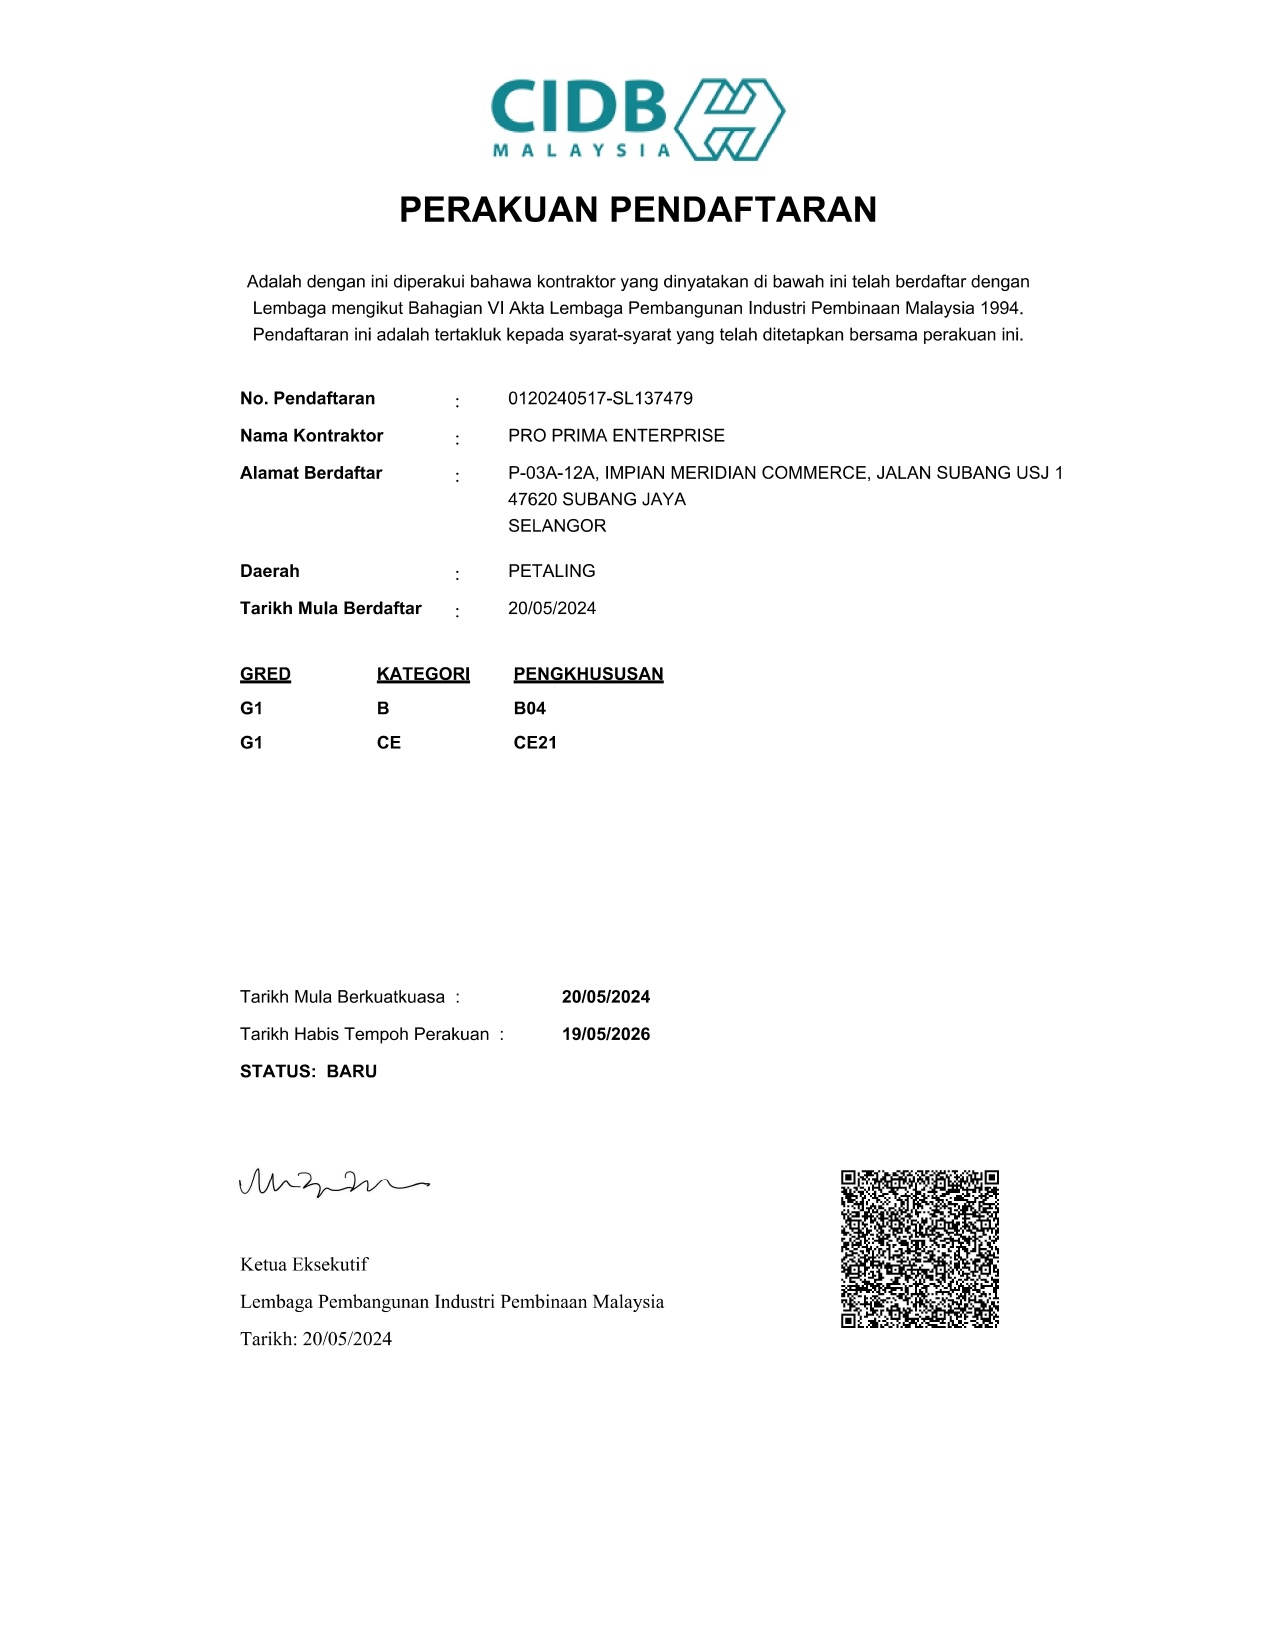 CIDB
MALAYSIA
PERAKUAN PENDAFTARAN
Adalah dengan ini diperakui bahawa kontraktor yang dinyatakan di bawah ini telah berdaftar dengan
Lembaga mengikut Bahagian VI Akta Lembaga Pembangunan Industri Pembinaan Malaysia 1994.
Pendaftaran ini adalah tertakluk kepada syarat-syarat yang telah ditetapkan bersama perakuan ini.
No. Pendaftaran : 0120240517-SL137479
Nama Kontraktor : PRO PRIMA ENTERPRISE
Alamat Berdaftar : P-03A-12A, IMPIAN MERIDIAN COMMERCE, JALAN SUBANG USJ 1
47620 SUBANG JAYA
SELANGOR
Daerah : PETALING
Tarikh Mula Berdaftar : 20/05/2024
GRED KATEGORI PENGKHUSUSAN
G1 B B04
G1 CE CE21
Tarikh Mula Berkuatkuasa : 20/05/2024
Tarikh Habis Tempoh Perakuan : 19/05/2026
STATUS: BARU
Ketua Eksekutif
Lembaga Pembangunan Industri Pembinaan Malaysia
Tarikh: 20/05/2024